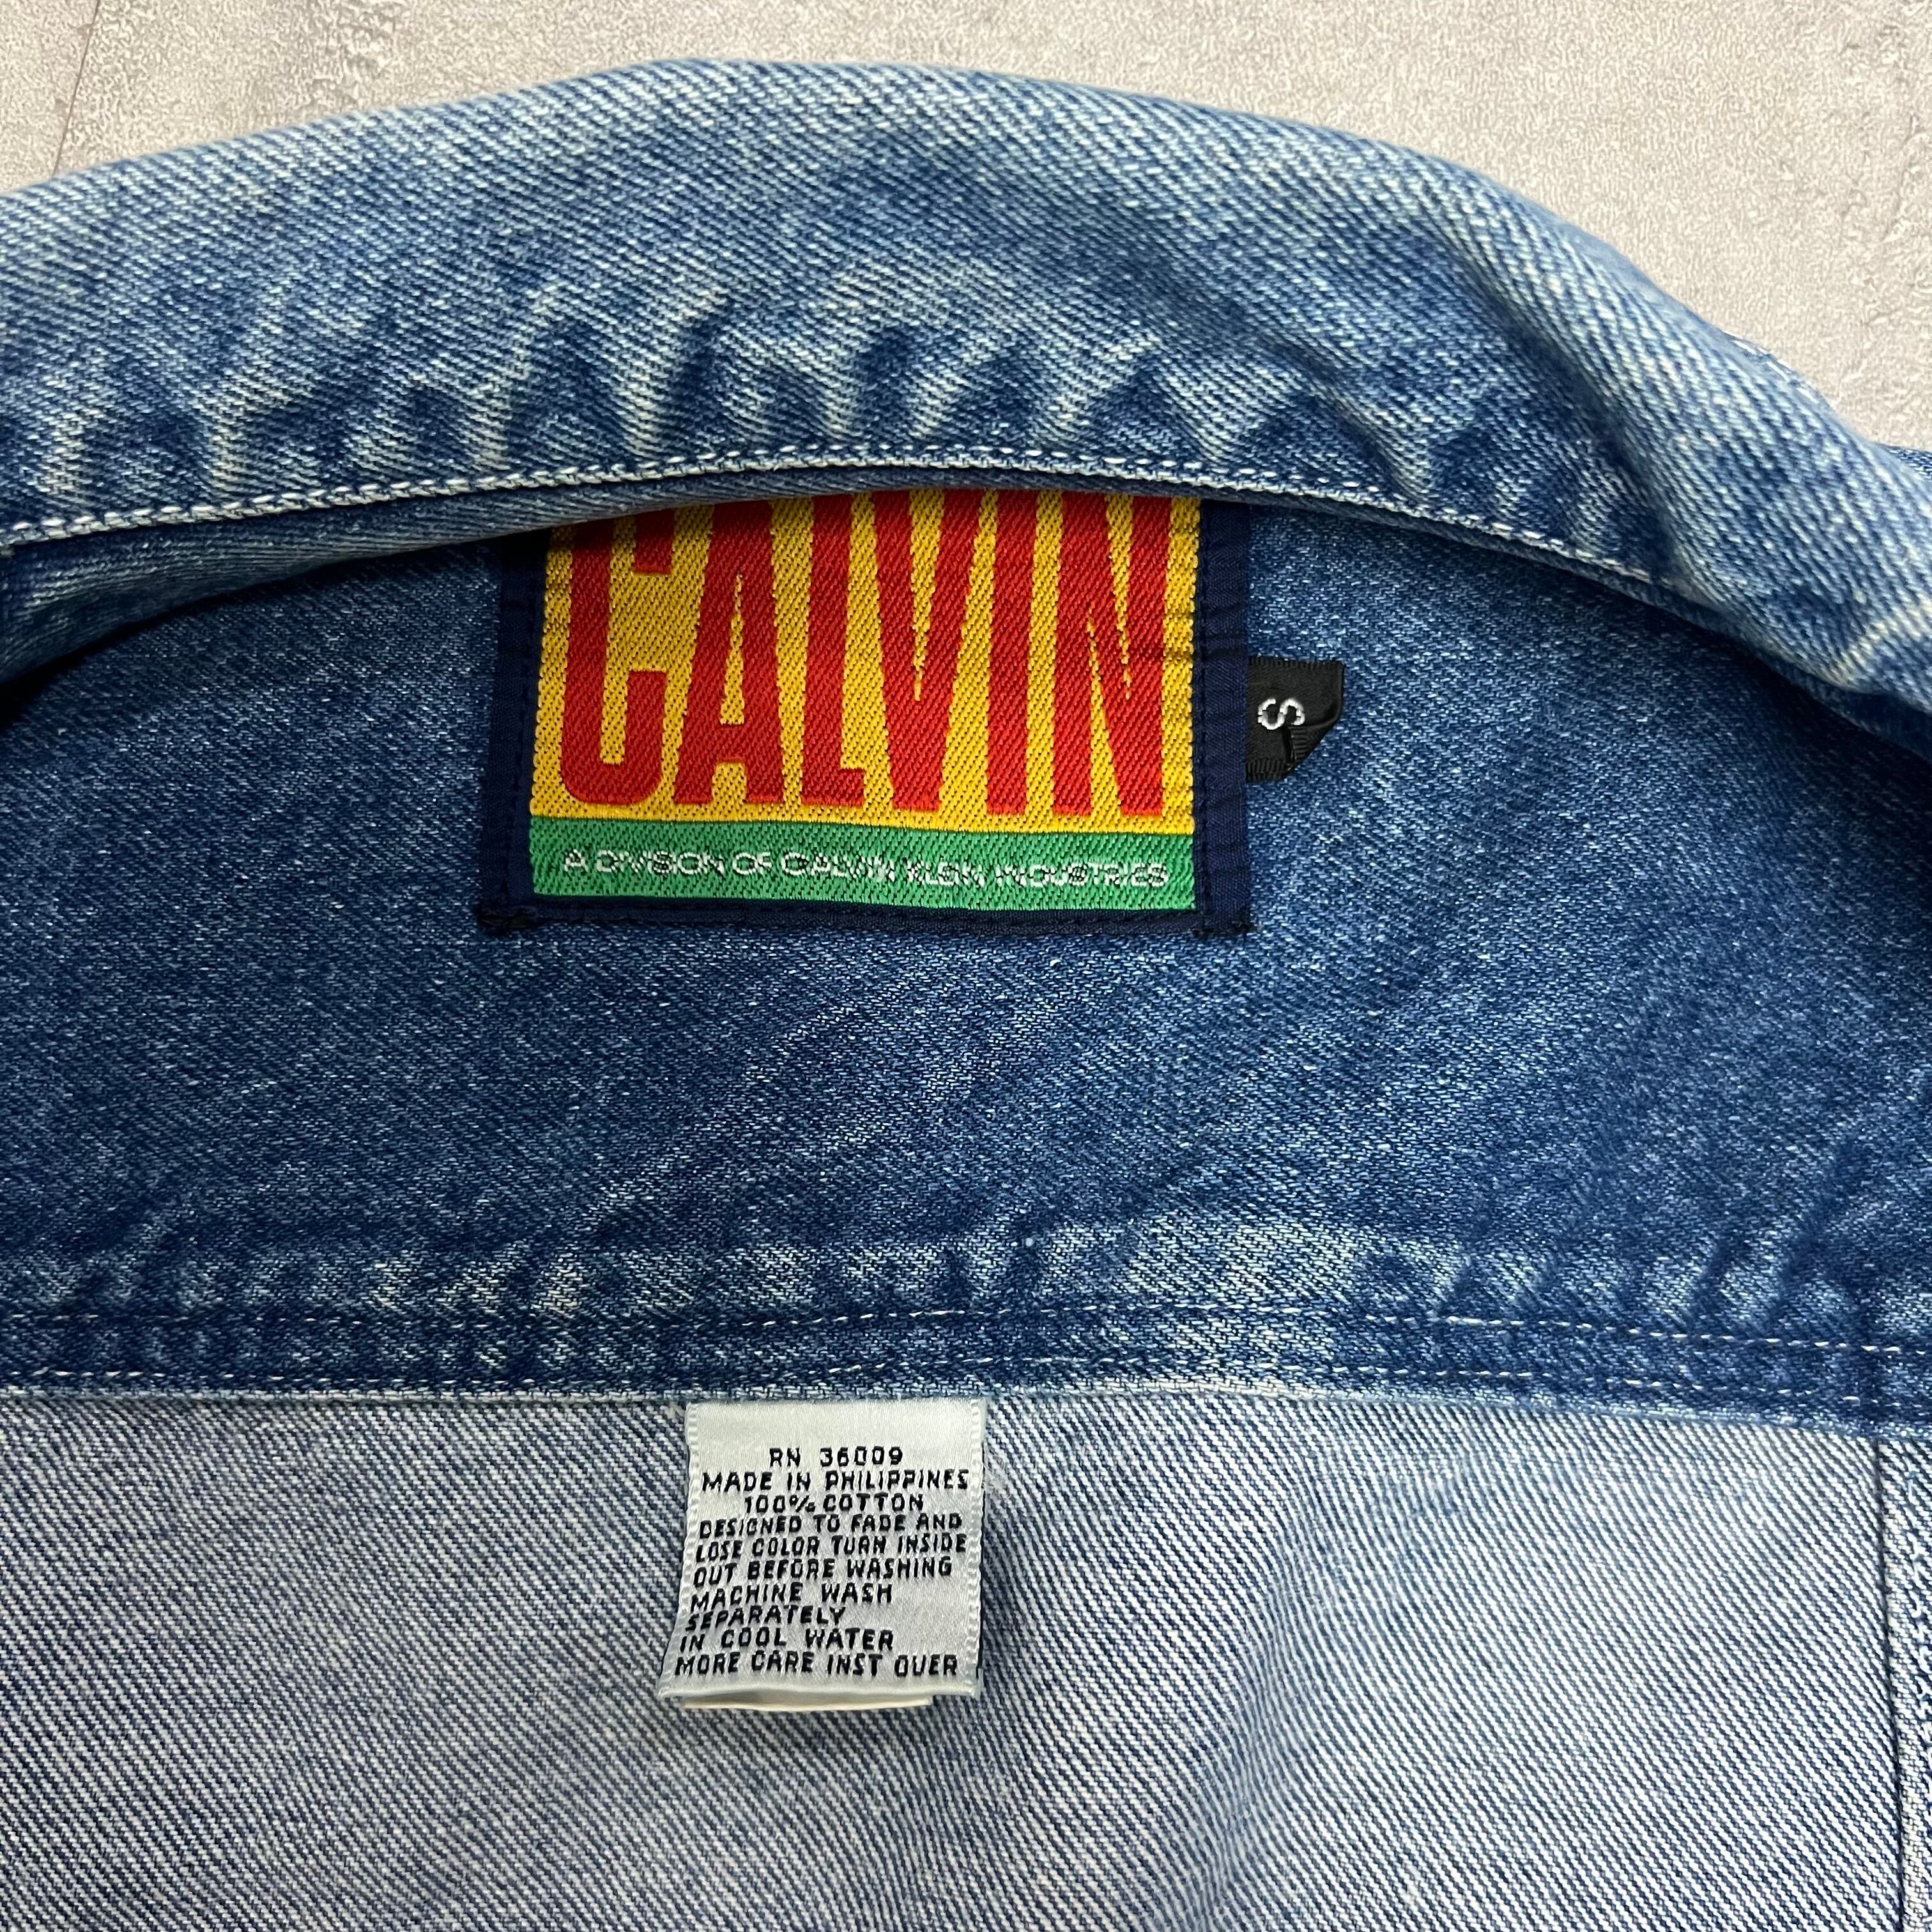 CALVIN
S
A DIVISION OF CALVIN KLEIN INDUSTRIES
RN 36009
MADE IN PHILIPPINES
100% COTTON
DESIGNED TO FADE AND
LOSE COLOR TURN INSIDE
OUT BEFORE WASHING
MACHINE WASH
SEPARATELY
IN COOL WATER
MORE CARE INST OVER